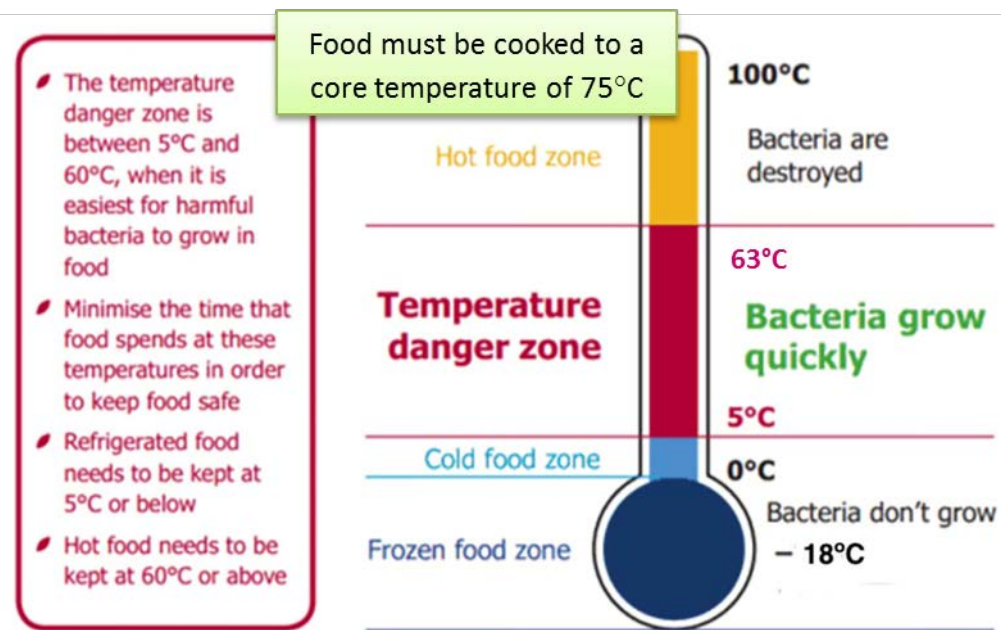 Food must be cooked to a
core temperature of 75°C
The temperature
danger zone is
between 5°C and
60°C, when it is
easiest for harmful
bacteria to grow in
food
Minimise the time that
food spends at these
temperatures in order
to keep food safe
Refrigerated food
needs to be kept at
5°C or below
Hot food needs to be
kept at 60°C or above
Hot food zone
Temperature
danger zone
Cold food zone
Frozen food zone
100°C
Bacteria are
destroyed
63°C
Bacteria grow
quickly
5°C
0°C
Bacteria don't grow
– 18°C